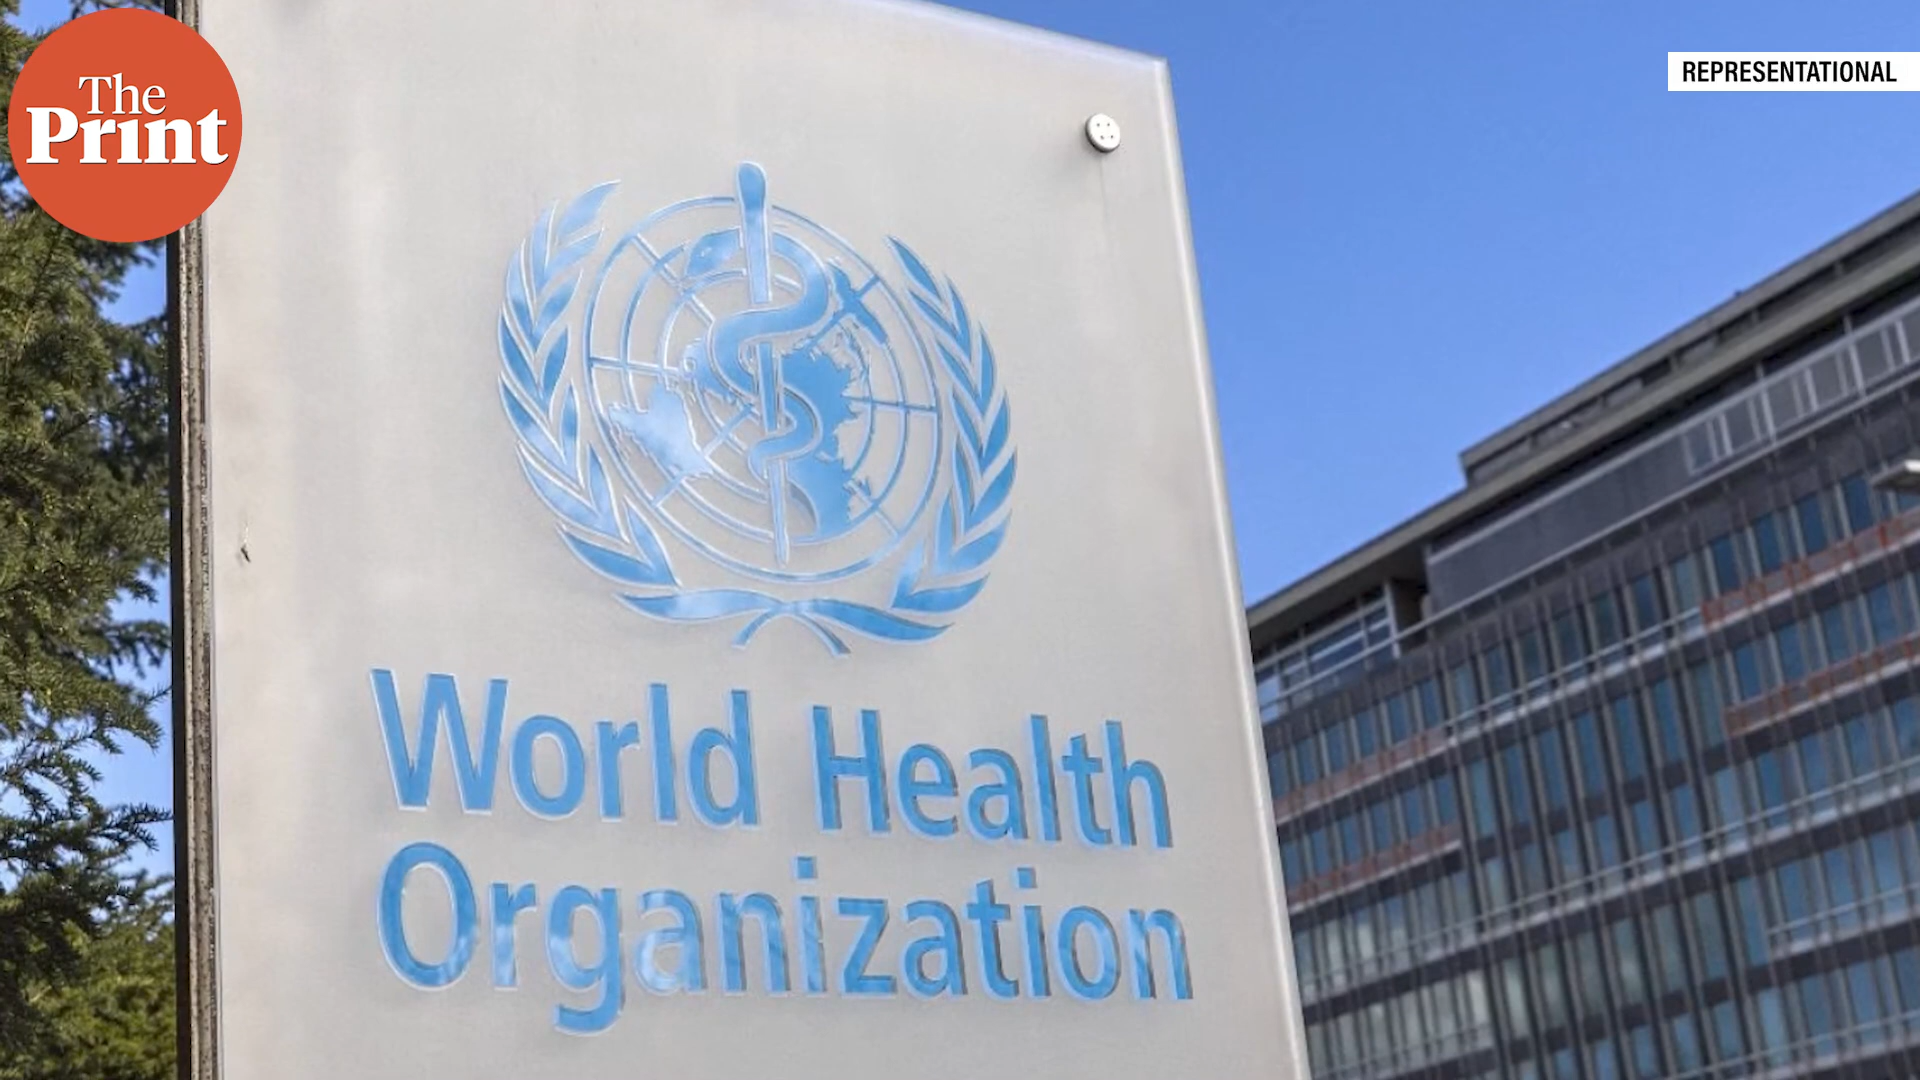 The
Print
REPRESENTATIONAL
World Health
Organization